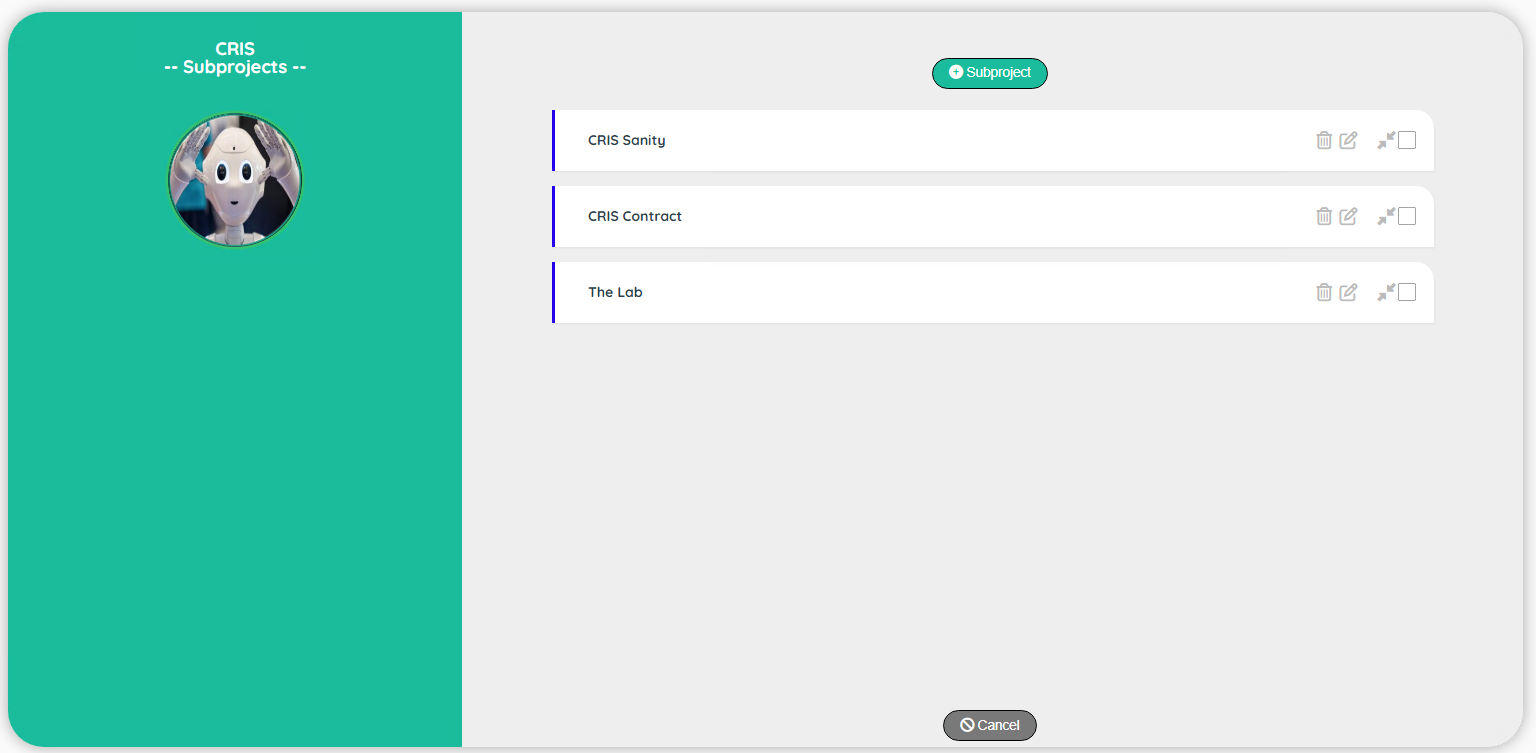 CRIS
-- Subprojects --
Subproject
CRIS Sanity
CRIS Contract
The Lab
Cancel